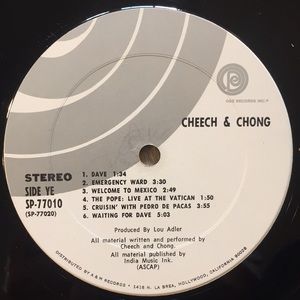 ODE RECORDS INC.
CHEECH & CHONG
STEREO
SIDE YE
SP-77010
(SP-77020)
1. DAVE 1:34
2. EMERGENCY WARD 3:30
3. WELCOME TO MEXICO 2:49
4. THE POPE: LIVE AT THE VATICAN 1:50
5. CRUISIN' WITH PEDRO DE PACAS 3:55
6. WAITING FOR DAVE 5:03
Produced By Lou Adler
All material written and performed by
Cheech and Chong.
All material published by
India Music Ink.
(ASCAP)
DISTRIBUTED BY A & M RECORDS • 1416 N. LA BREA, HOLLYWOOD, CALIFORNIA 90028